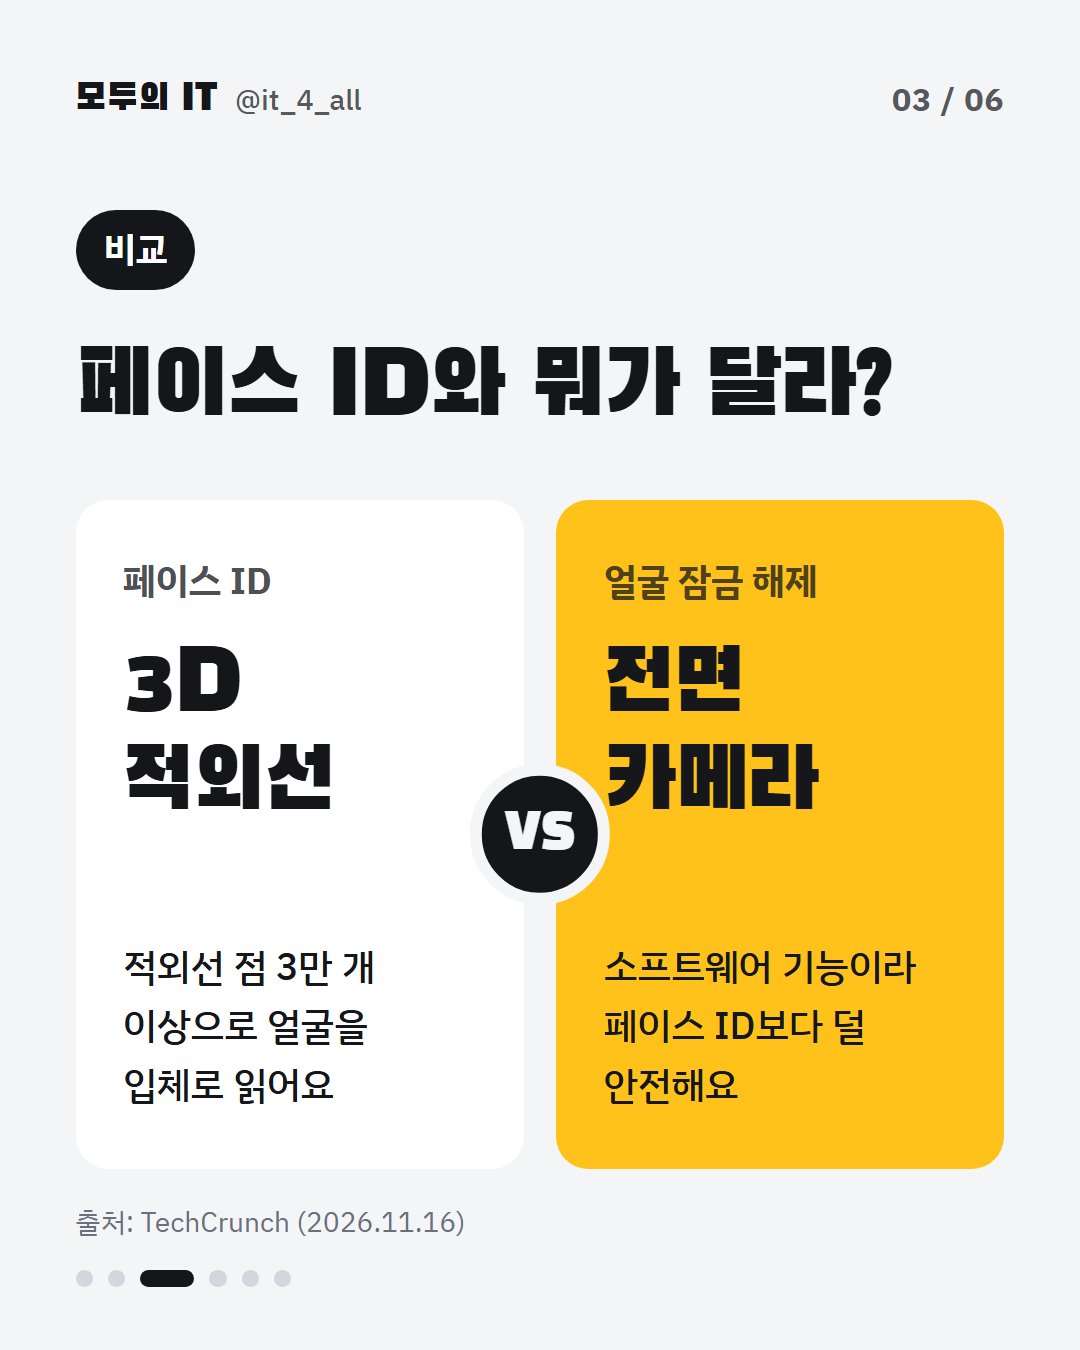 모두의 IT @it_4_all
03 / 06
비교
페이스 ID와 뭐가 달라?
페이스 ID
3D
적외선
적외선 점 3만 개
이상으로 얼굴을
입체로 읽어요
VS
얼굴 잠금 해제
전면
카메라
소프트웨어 기능이라
페이스 ID보다 덜
안전해요
출처: TechCrunch (2026.11.16)